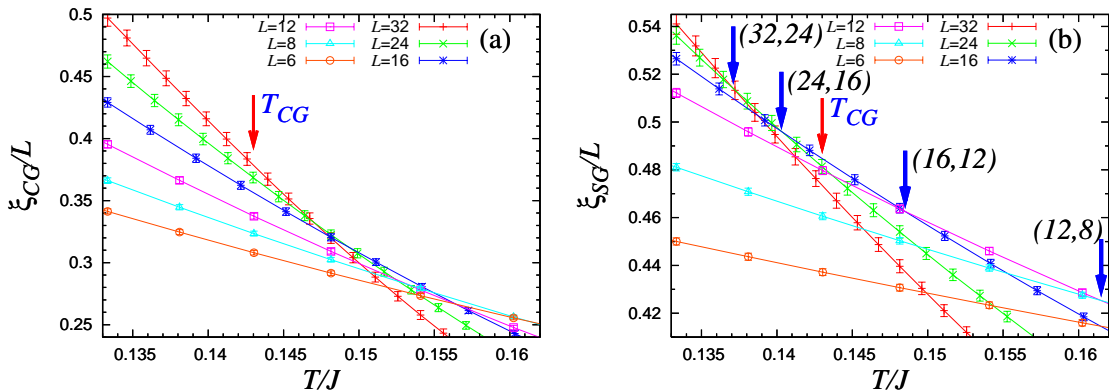 (a)
L=12
L=8
L=6
L=32
L=24
L=16
T_CG
ξ_CG/L
0.5
0.45
0.4
0.35
0.3
0.25
0.135
0.14
0.145
0.15
0.155
0.16
T/J
(b)
L=12
L=8
L=6
L=32
L=24
L=16
(32,24)
(24,16)
T_CG
(16,12)
(12,8)
ξ_SG/L
0.54
0.52
0.5
0.48
0.46
0.44
0.42
0.135
0.14
0.145
0.15
0.155
0.16
T/J